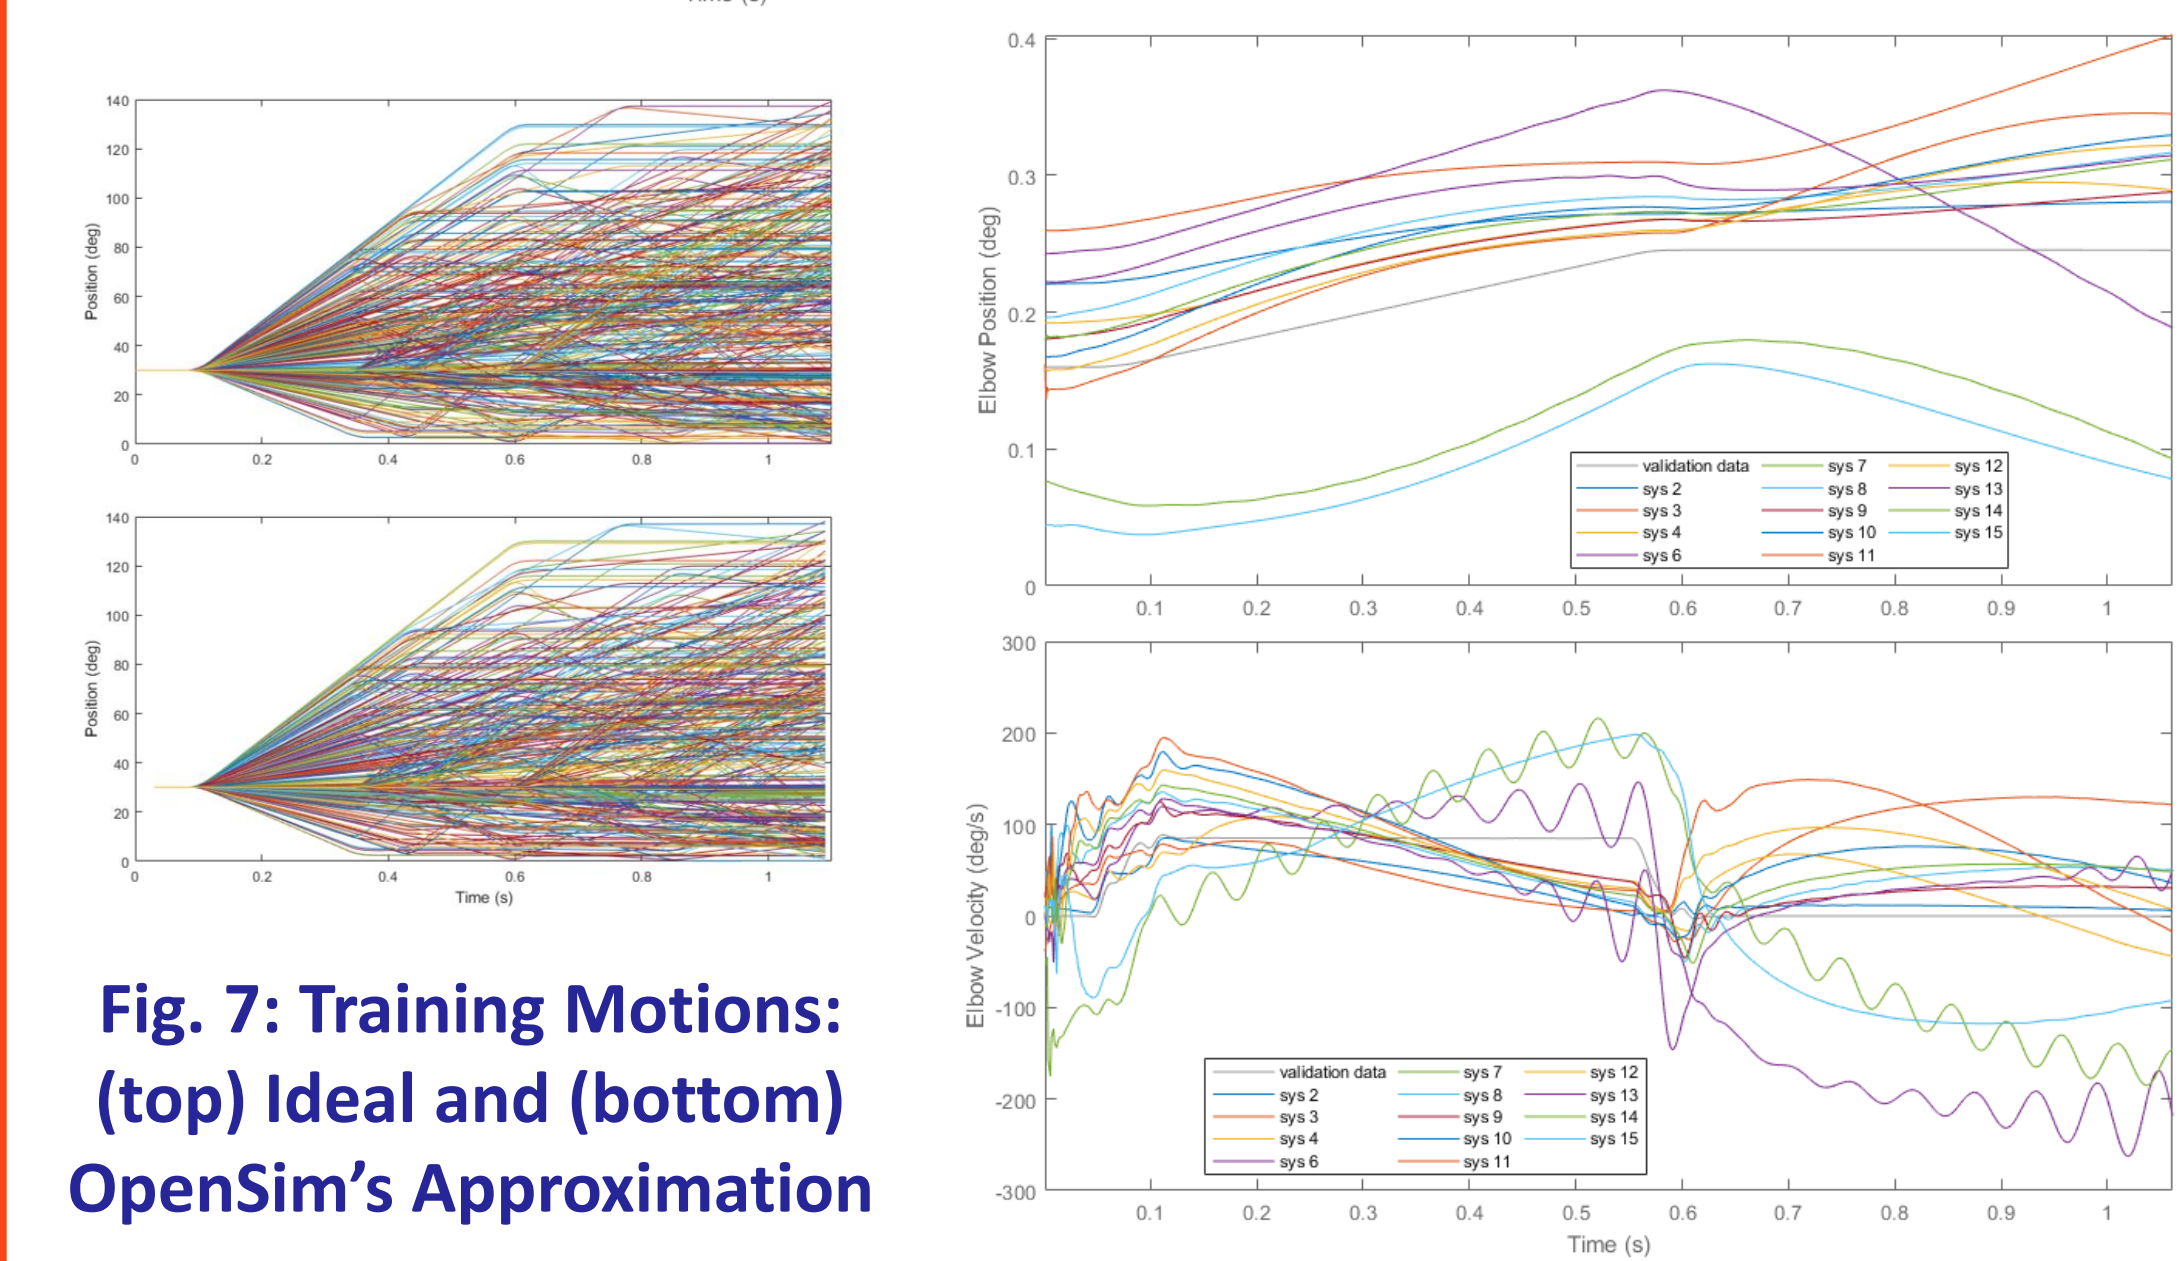 Time (s)
140
120
100
80
60
40
20
0
Position (deg)
0 0.2 0.4 0.6 0.8 1
140
120
100
80
60
40
20
0
Position (deg)
0 0.2 0.4 0.6 0.8 1
Time (s)
Fig. 7: Training Motions:
(top) Ideal and (bottom)
OpenSim’s Approximation
0.4
0.3
0.2
0.1
0
Elbow Position (deg)
validation data sys 7 sys 12
sys 2 sys 8 sys 13
sys 3 sys 9 sys 14
sys 4 sys 10 sys 15
sys 6 sys 11
0.1 0.2 0.3 0.4 0.5 0.6 0.7 0.8 0.9 1
300
200
100
0
-100
-200
-300
Elbow Velocity (deg/s)
validation data sys 7 sys 12
sys 2 sys 8 sys 13
sys 3 sys 9 sys 14
sys 4 sys 10 sys 15
sys 6 sys 11
0.1 0.2 0.3 0.4 0.5 0.6 0.7 0.8 0.9 1
Time (s)